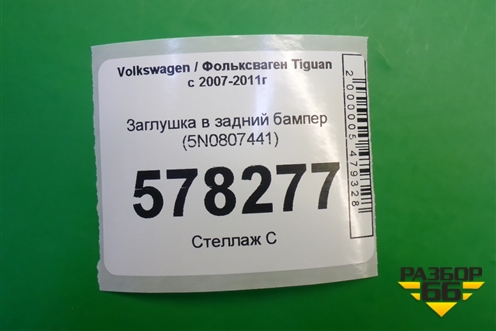 Volkswagen / Фольксваген Tiguan
с 2007-2011г
Заглушка в задний бампер
(5N0807441)
578277
Стеллаж С
2000005479328
РАЗБОР
66